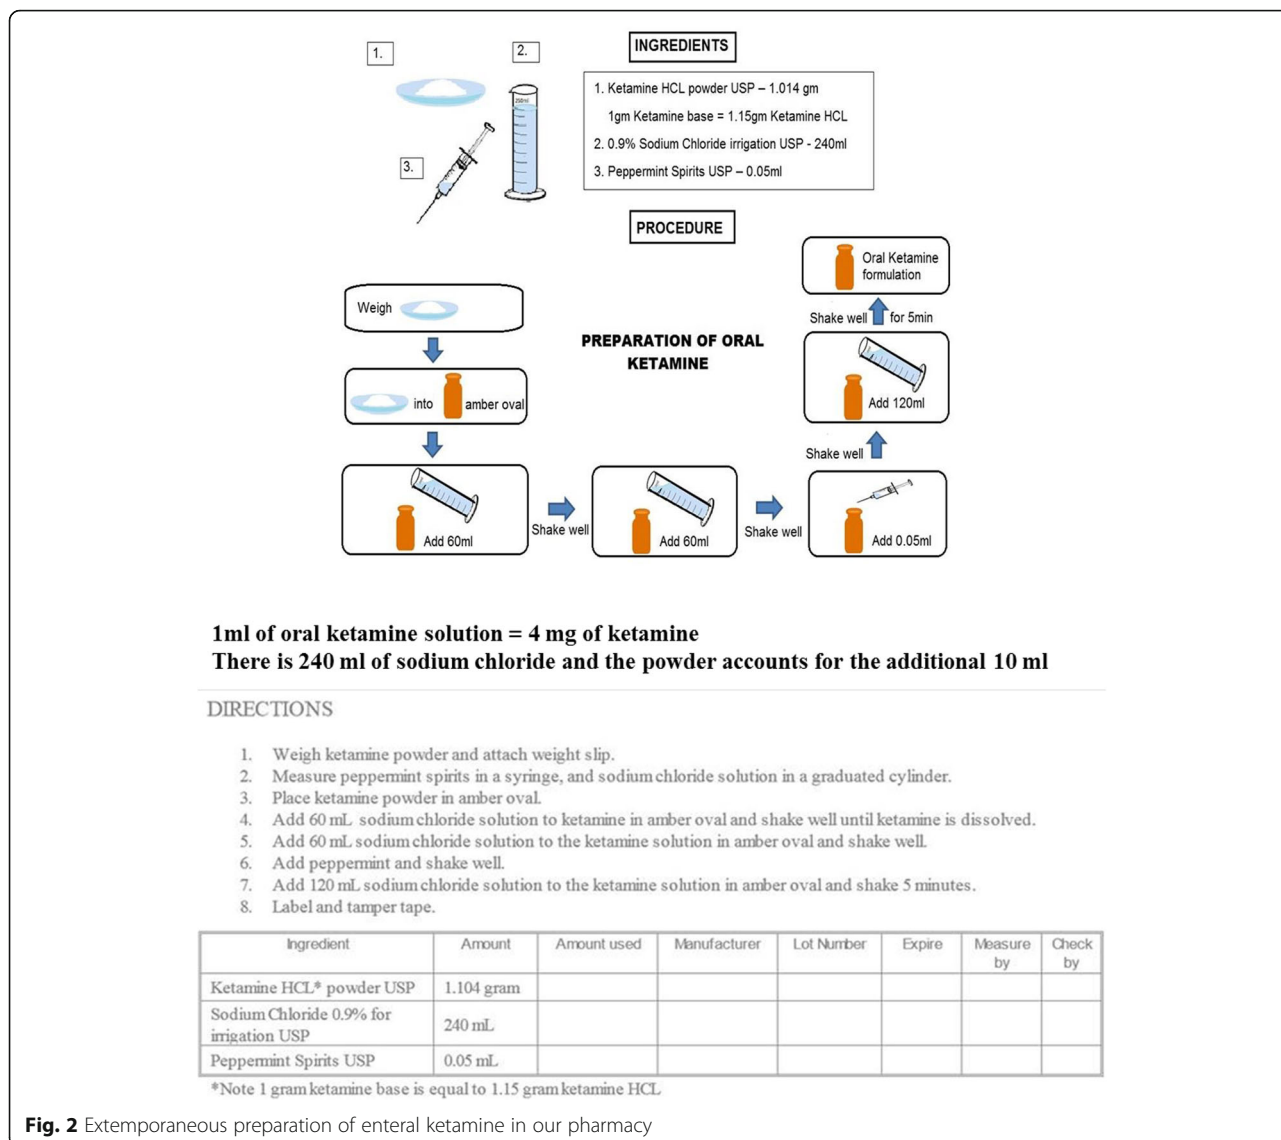 1.
2.
3.
250ml
INGREDIENTS
1. Ketamine HCL powder USP – 1.014 gm
1gm Ketamine base = 1.15gm Ketamine HCL
2. 0.9% Sodium Chloride irrigation USP - 240ml
3. Peppermint Spirits USP – 0.05ml
PROCEDURE
Weigh
into amber oval
Add 60ml
Shake well
Add 60ml
Shake well
Add 0.05ml
Shake well
Add 120ml
Shake well for 5min
Oral Ketamine
formulation
PREPARATION OF ORAL
KETAMINE
1ml of oral ketamine solution = 4 mg of ketamine
There is 240 ml of sodium chloride and the powder accounts for the additional 10 ml
DIRECTIONS
1. Weigh ketamine powder and attach weight slip.
2. Measure peppermint spirits in a syringe, and sodium chloride solution in a graduated cylinder.
3. Place ketamine powder in amber oval.
4. Add 60 mL sodium chloride solution to ketamine in amber oval and shake well until ketamine is dissolved.
5. Add 60 mL sodium chloride solution to the ketamine solution in amber oval and shake well.
6. Add peppermint and shake well.
7. Add 120 mL sodium chloride solution to the ketamine solution in amber oval and shake 5 minutes.
8. Label and tamper tape.
Ingredient Amount Amount used Manufacturer Lot Number Expire Measure by Check by
Ketamine HCL* powder USP 1.104 gram
Sodium Chloride 0.9% for
irrigation USP 240 mL
Peppermint Spirits USP 0.05 mL
*Note 1 gram ketamine base is equal to 1.15 gram ketamine HCL
Fig. 2 Extemporaneous preparation of enteral ketamine in our pharmacy